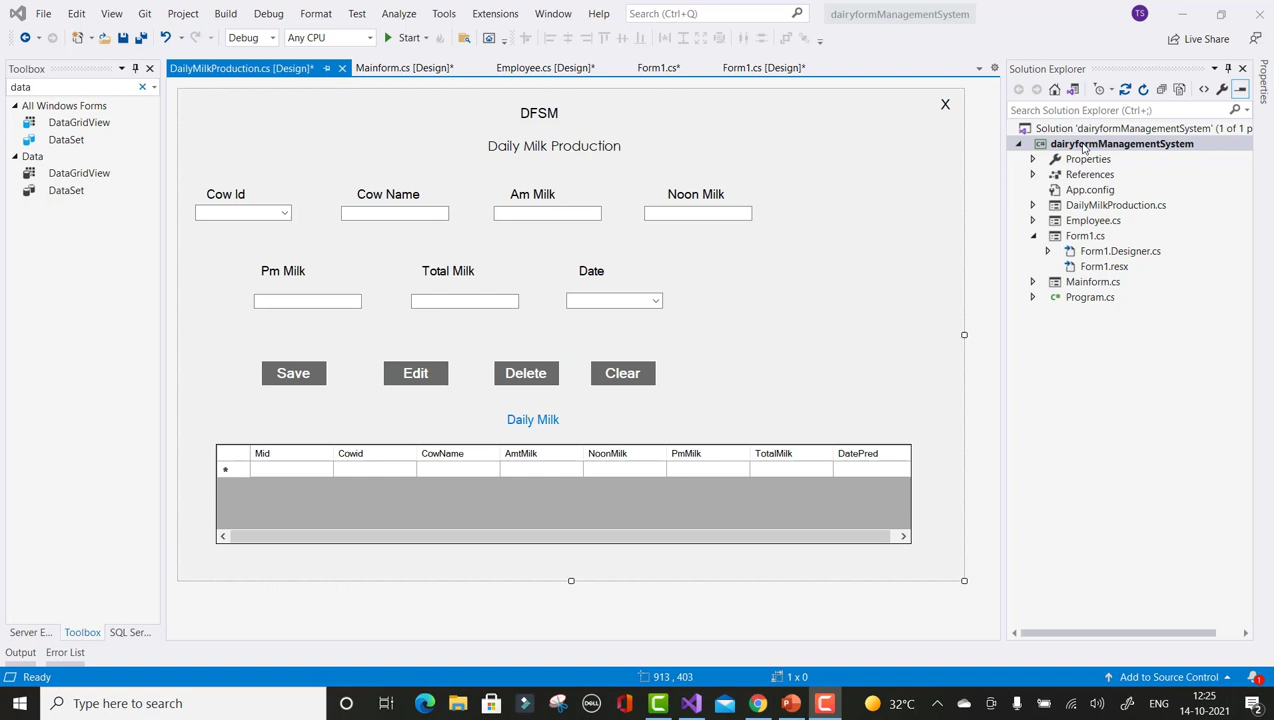 File Edit View Git Project Build Debug Format Test Analyze Tools Extensions Window Help Search (Ctrl+Q) dairyformManagementSystem TS
Debug Any CPU Start Live Share
Toolbox
DailyMilkProduction.cs [Design]* Mainform.cs [Design]* Employee.cs [Design]* Form1.cs* Form1.cs [Design]*
Solution Explorer
Properties
data
Search Solution Explorer (Ctrl+;)
All Windows Forms
DataGridView
DataSet
Data
DataGridView
DataSet
DFSM
X
Daily Milk Production
Cow Id Cow Name Am Milk Noon Milk
Pm Milk Total Milk Date
Save Edit Delete Clear
Daily Milk
Mid Cowid CowName AmtMilk NoonMilk PmMilk TotalMilk DatePred
*
Solution 'dairyformManagementSystem' (1 of 1 p
dairyformManagementSystem
Properties
References
App.config
DailyMilkProduction.cs
Employee.cs
Form1.cs
Form1.Designer.cs
Form1.resx
Mainform.cs
Program.cs
Server E... Toolbox SQL Ser...
Output Error List
Ready 913 , 403 1 x 0 Add to Source Control 1
Type here to search DELL 32°C ENG 12:25
14-10-2021 2